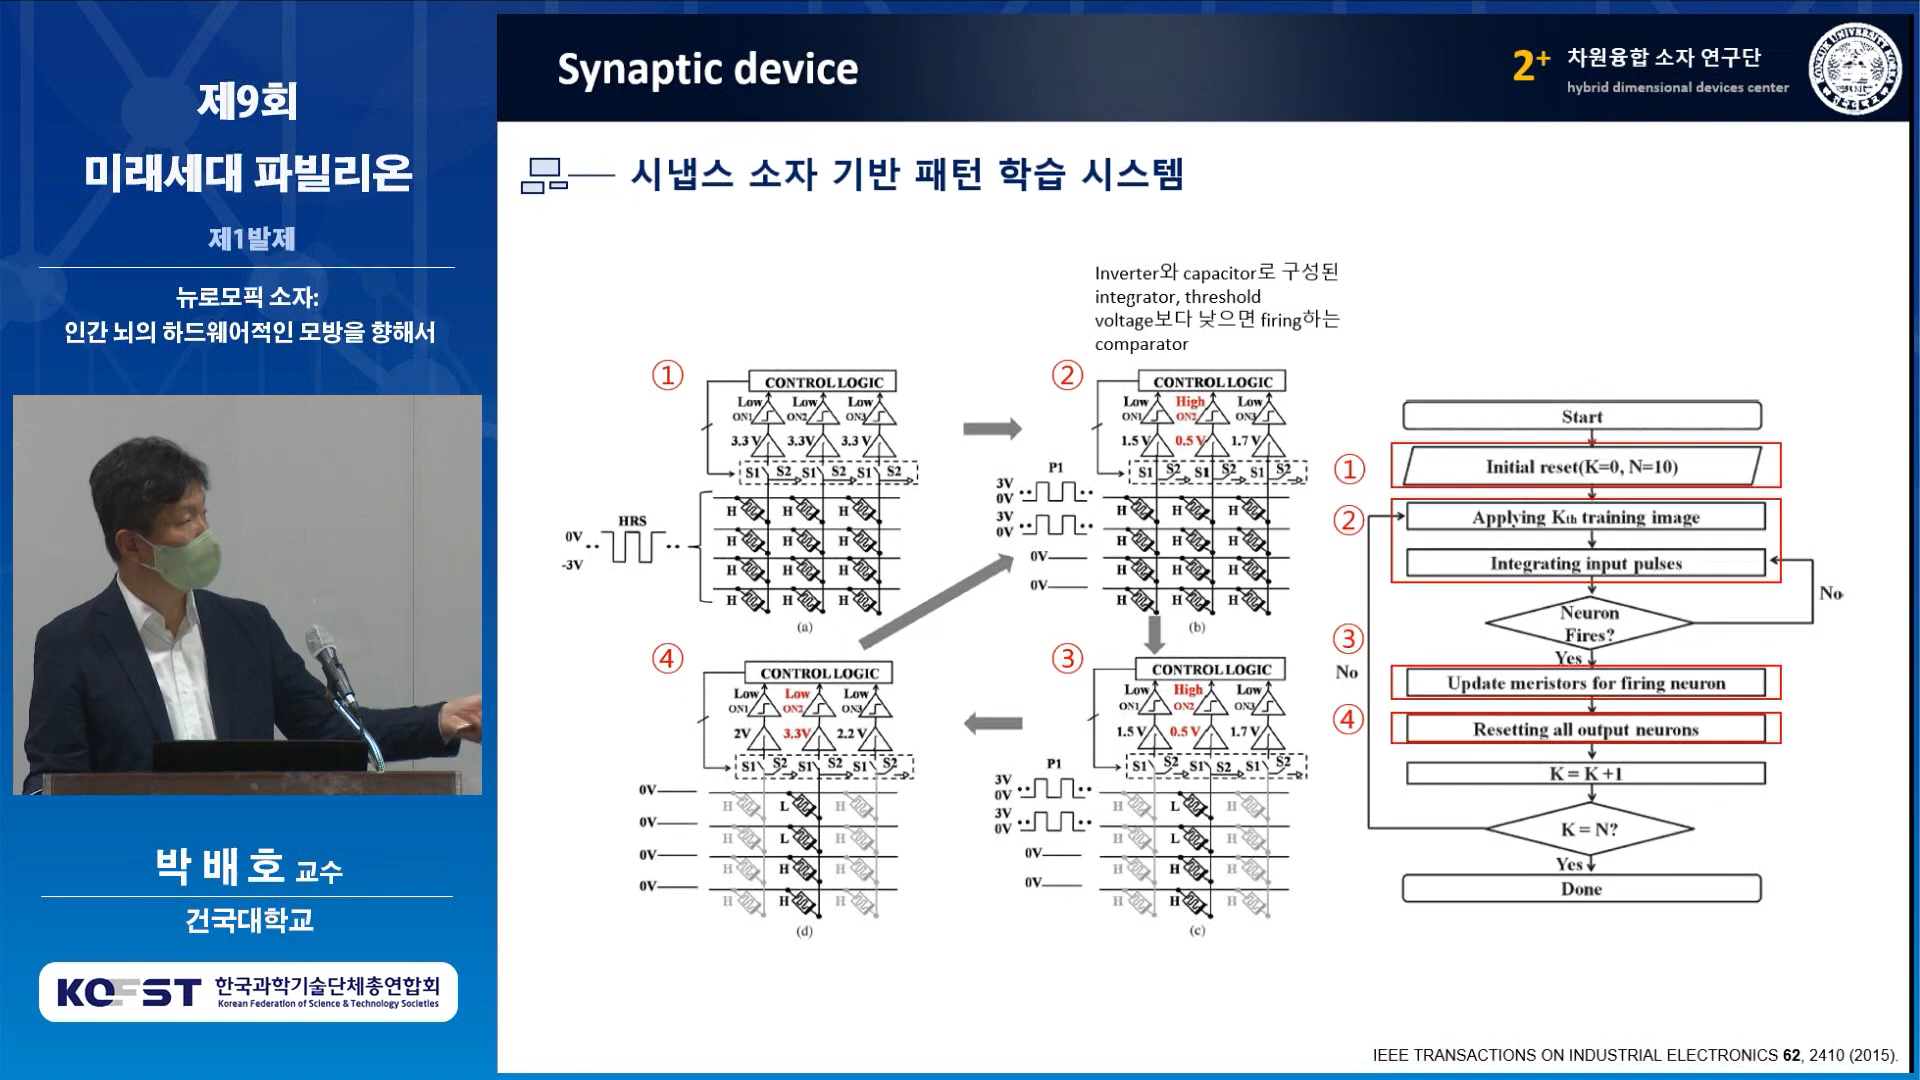 제9회
미래세대 파빌리온
제1발제
뉴로모픽 소자:
인간 뇌의 하드웨어적인 모방을 향해서
박 배 호 교수
건국대학교
KOFST 한국과학기술단체총연합회
Korean Federation of Science & Technology Societies
Synaptic device
2+ 차원융합 소자 연구단
hybrid dimensional devices center
시냅스 소자 기반 패턴 학습 시스템
Inverter와 capacitor로 구성된
integrator, threshold
voltage보다 낮으면 firing하는
comparator
①
CONTROL LOGIC
Low Low Low
ON1 ON2 ON3
3.3 V 3.3V 3.3 V
S1 S2 S1 S2
HRS
0V
-3V
H H H
H H H
H H H
H H H
(a)
②
CONTROL LOGIC
Low High Low
ON1 ON2 ON3
1.5 V 0.5 V 1.7 V
S1 S2 S1 S1 S2
P1
3V
0V
3V
0V
0V
0V
H H H
H H H
H H H
H H H
(b)
④
CONTROL LOGIC
Low Low Low
ON1 ON2 ON3
2V 3.3V 2.2 V
S1 S2 S1 S1 S2
0V
0V
0V
0V
H L H
H L H
H H H
H H H
(d)
③
CONTROL LOGIC
Low High Low
ON1 ON2 ON3
1.5 V 0.5 V 1.7 V
S1 S2 S1 S2 S1 S2
P1
3V
0V
3V
0V
0V
0V
H L H
H L H
H H H
H H H
(c)
Start
① Initial reset(K=0, N=10)
② Applying Kth training image
Integrating input pulses
No
Neuron
Fires?
③
Yes
No
Update meristors for firing neuron
④ Resetting all output neurons
K = K +1
K = N?
Yes
Done
IEEE TRANSACTIONS ON INDUSTRIAL ELECTRONICS 62, 2410 (2015).